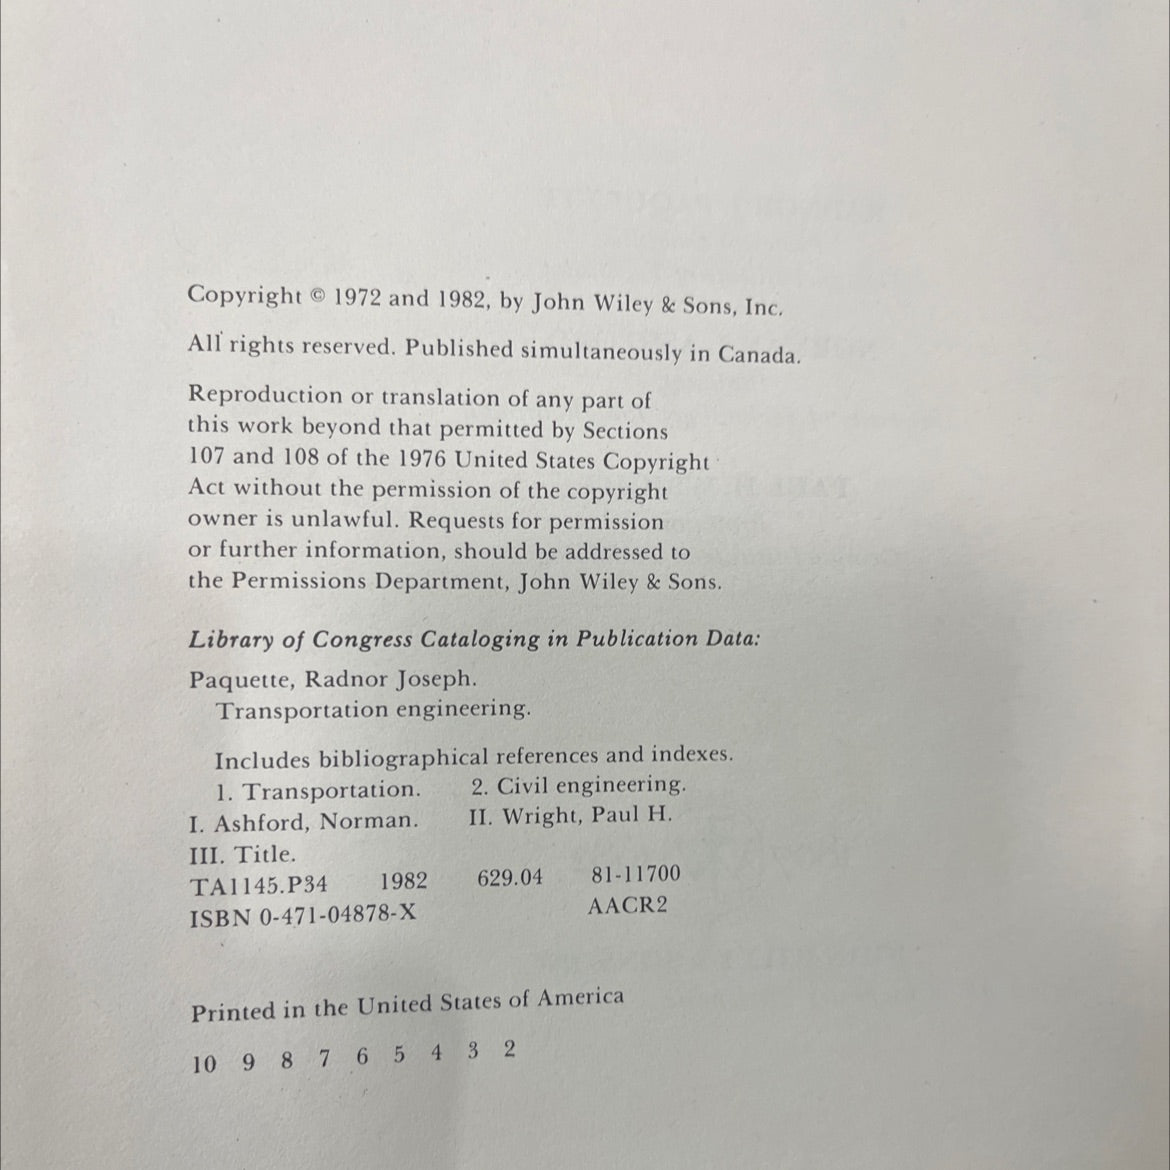 Copyright © 1972 and 1982, by John Wiley & Sons, Inc.
All rights reserved. Published simultaneously in Canada.
Reproduction or translation of any part of
this work beyond that permitted by Sections
107 and 108 of the 1976 United States Copyright
Act without the permission of the copyright
owner is unlawful. Requests for permission
or further information, should be addressed to
the Permissions Department, John Wiley & Sons.
Library of Congress Cataloging in Publication Data:
Paquette, Radnor Joseph.
Transportation engineering.
Includes bibliographical references and indexes.
1. Transportation. 2. Civil engineering.
I. Ashford, Norman. II. Wright, Paul H.
III. Title.
TA1145.P34 1982 629.04 81-11700
ISBN 0-471-04878-X AACR2
Printed in the United States of America
10 9 8 7 6 5 4 3 2